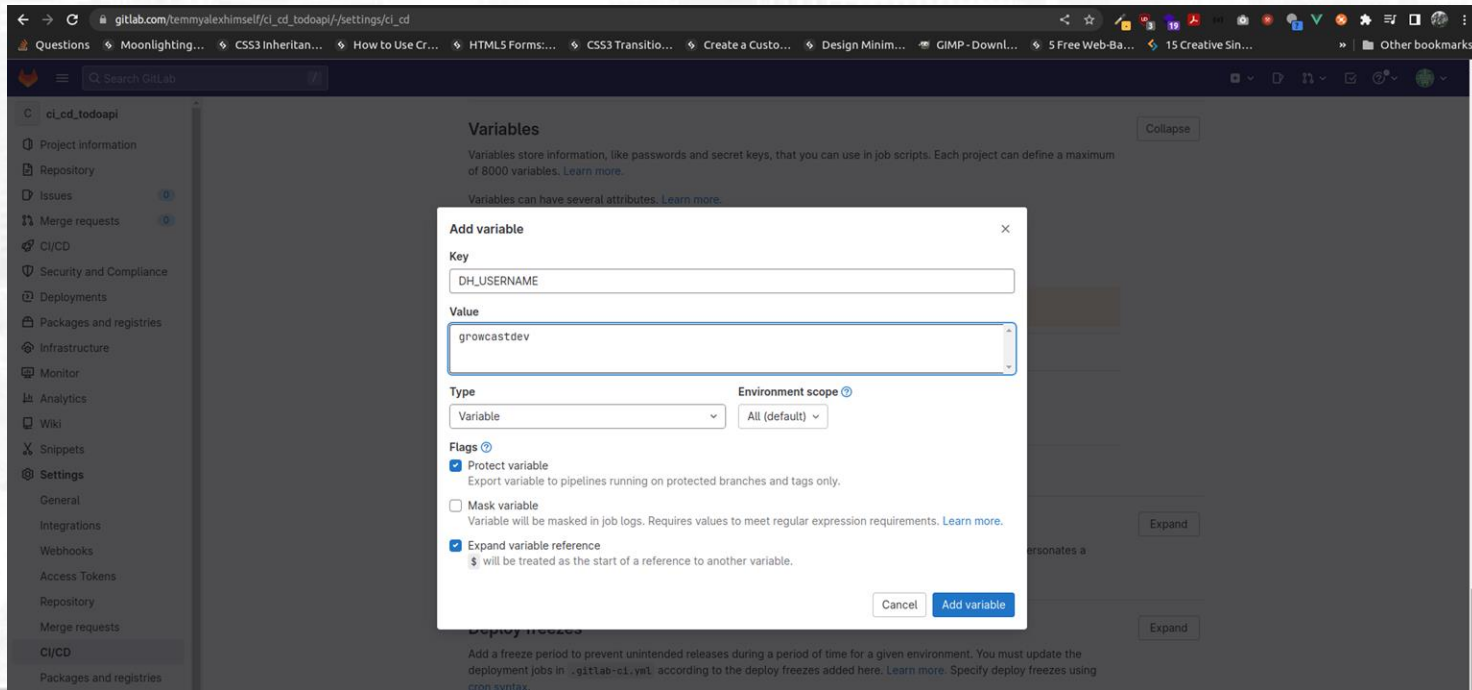 gitlab.com/temmyalexhimself/ci_cd_todoapi/-/settings/ci_cd
Questions Moonlighting... CSS3 Inheritan... How to Use Cr... HTML5 Forms:... CSS3 Transitio... Create a Custo... Design Minim... GIMP - Downl... 5 Free Web-Ba... 15 Creative Sin... » Other bookmarks
Search GitLab /
C ci_cd_todoapi
Project information
Repository
Issues 0
Merge requests 0
CI/CD
Security and Compliance
Deployments
Packages and registries
Infrastructure
Monitor
Analytics
Wiki
Snippets
Settings
General
Integrations
Webhooks
Access Tokens
Repository
Merge requests
CI/CD
Packages and registries
Variables
Collapse
Variables store information, like passwords and secret keys, that you can use in job scripts. Each project can define a maximum
of 8000 variables. Learn more.
Variables can have several attributes. Learn more.
Add variable
Key
DH_USERNAME
Value
growcastdev
Type Environment scope
Variable All (default)
Flags
Protect variable
Export variable to pipelines running on protected branches and tags only.
Mask variable
Variable will be masked in job logs. Requires values to meet regular expression requirements. Learn more.
Expand variable reference
$ will be treated as the start of a reference to another variable.
Cancel Add variable
Expand
ersonates a
Deploy freezes
Expand
Add a freeze period to prevent unintended releases during a period of time for a given environment. You must update the
deployment jobs in .gitlab-ci.yml according to the deploy freezes added here. Learn more. Specify deploy freezes using
cron syntax.